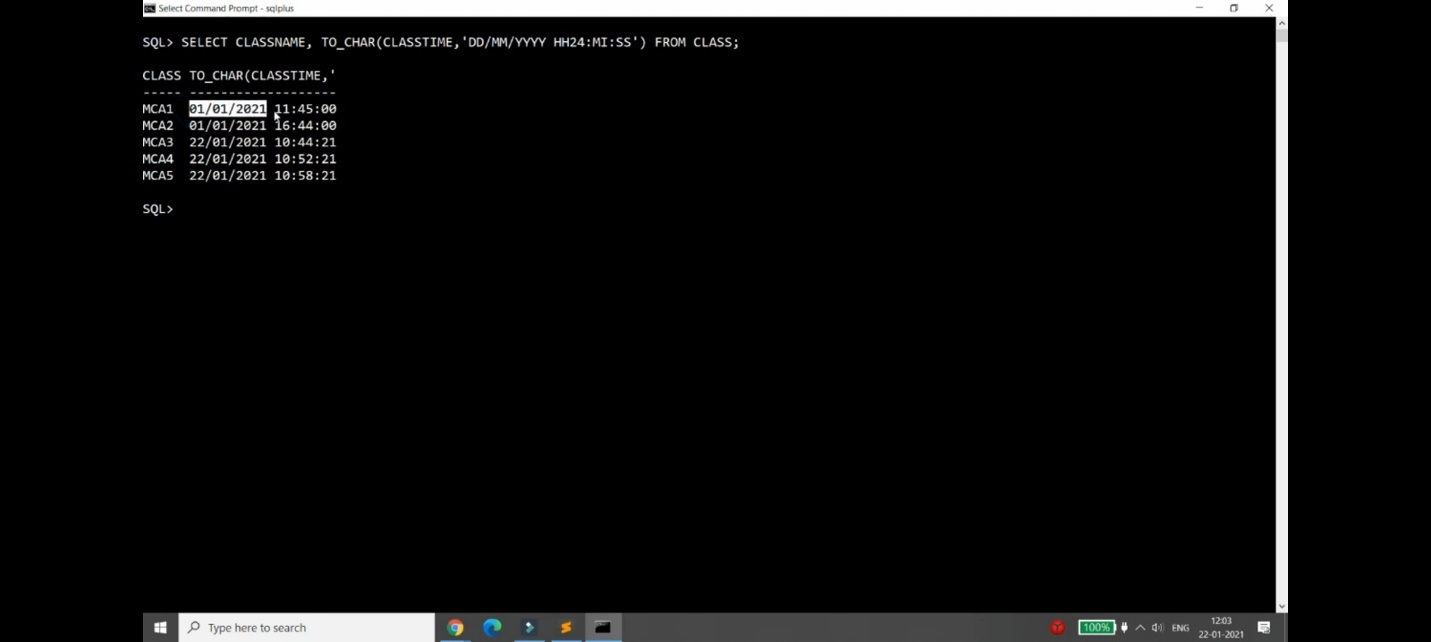 Select Command Prompt - sqlplus
SQL> SELECT CLASSNAME, TO_CHAR(CLASSTIME,'DD/MM/YYYY HH24:MI:SS') FROM CLASS;
CLASS TO_CHAR(CLASSTIME,'
----- -------------------
MCA1 01/01/2021 11:45:00
MCA2 01/01/2021 16:44:00
MCA3 22/01/2021 10:44:21
MCA4 22/01/2021 10:52:21
MCA5 22/01/2021 10:58:21
SQL>
Type here to search
100%
ENG
12:03
22-01-2021